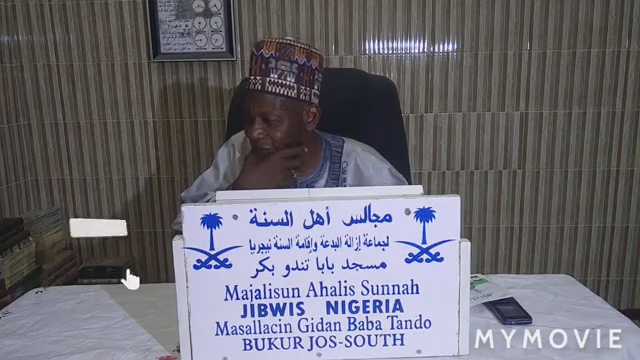 مجالس أهل السنة
لجماعة إزالة البدعة وإقامة السنة نيجريا
مسجد بابا تندو بكر
Majalisun Ahalis Sunnah
JIBWIS NIGERIA
Masallacin Gidan Baba Tando
BUKUR JOS-SOUTH
MYMOVIE